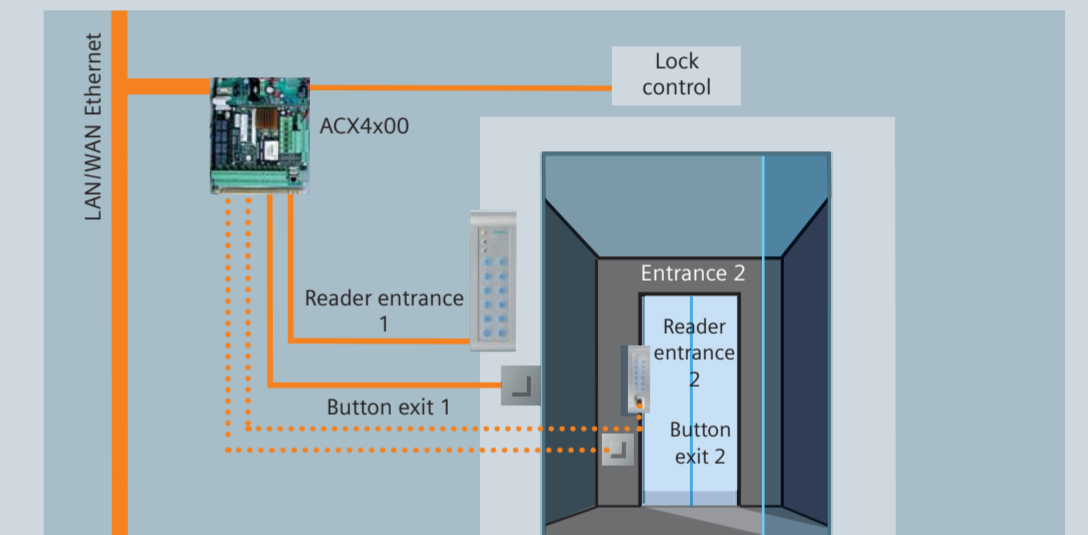 LAN/WAN Ethernet
Lock
control
ACX4x00
Reader entrance
1
Button exit 1
Entrance 2
Reader
entrance
2
Button
exit 2